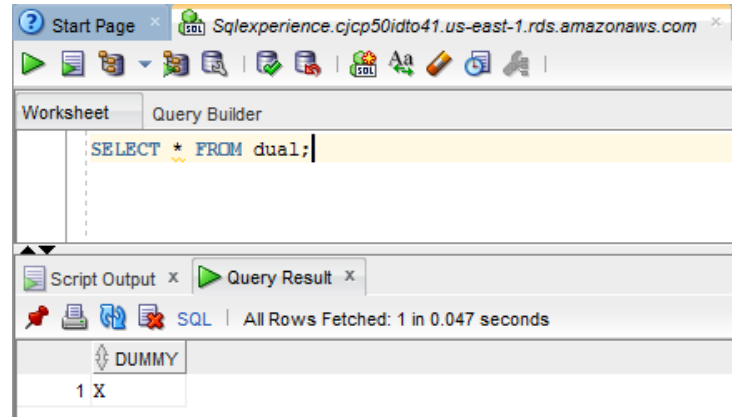 Start Page Sqlexperience.cjcp50idto41.us-east-1.rds.amazonaws.com
Worksheet Query Builder
SELECT * FROM dual;
Script Output x Query Result x
SQL | All Rows Fetched: 1 in 0.047 seconds
DUMMY
1 X